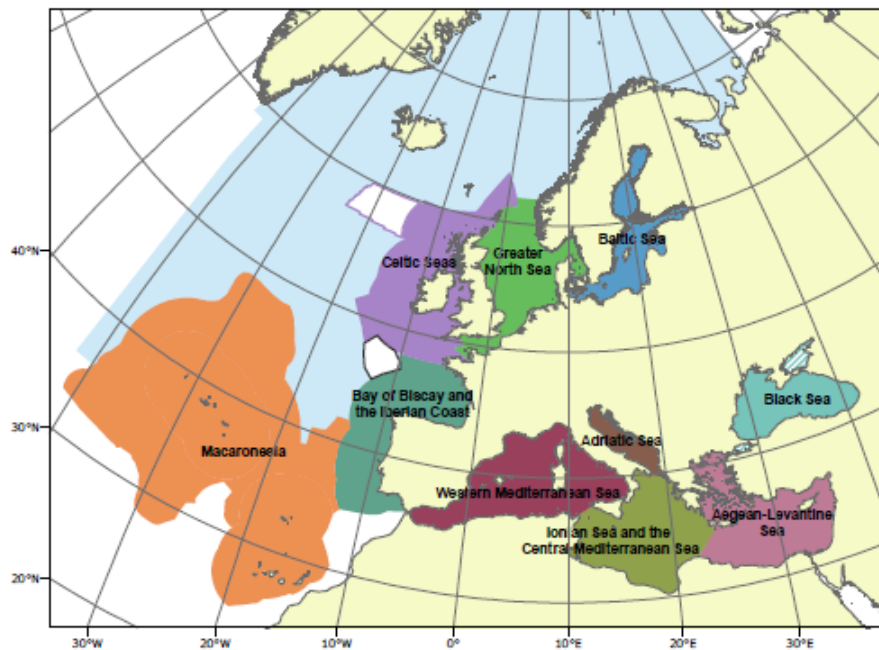 40°N
30°N
20°N
Celtic Seas
Greater
North Sea
Baltic Sea
Bay of Biscay and
the Iberian Coast
Black Sea
Macaronesia
Adriatic Sea
Western Mediterranean Sea
Aegean-Levantine
Sea
Ionian Sea and the
Central Mediterranean Sea
30°W
20°W
10°W
0°
10°E
20°E
30°E